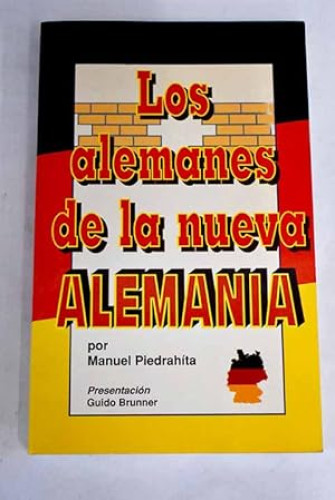 Los
alemanes
de la nueva
ALEMANIA
por
Manuel Piedrahíta
Presentación
Guido Brunner